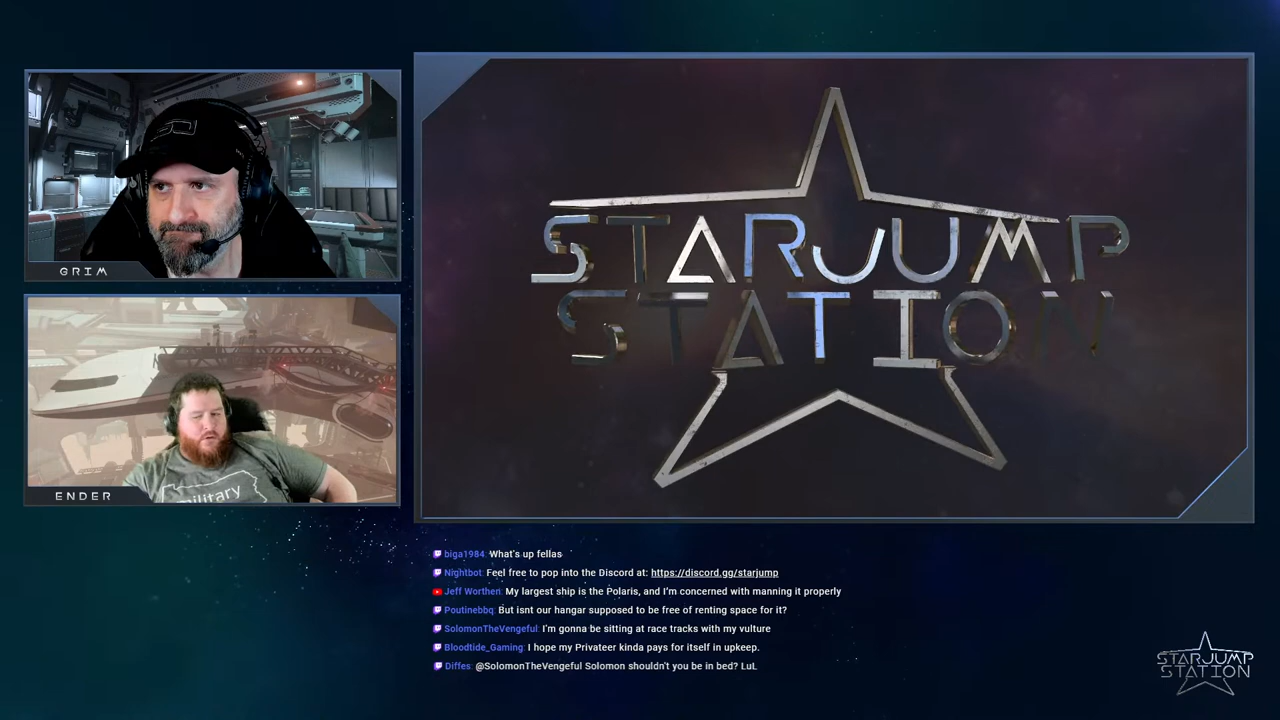 GRIM
ENDER
military
STARJUMP
STATION
biga1984: What's up fellas
Nightbot: Feel free to pop into the Discord at: https://discord.gg/starjump
Jeff Worthen: My largest ship is the Polaris, and I'm concerned with manning it properly
Poutinebbq: But isnt our hangar supposed to be free of renting space for it?
SolomonTheVengeful: I'm gonna be sitting at race tracks with my vulture
Bloodtide_Gaming: I hope my Privateer kinda pays for itself in upkeep.
Diffes: @SolomonTheVengeful Solomon shouldn't you be in bed? LuL
STARJUMP
STATION